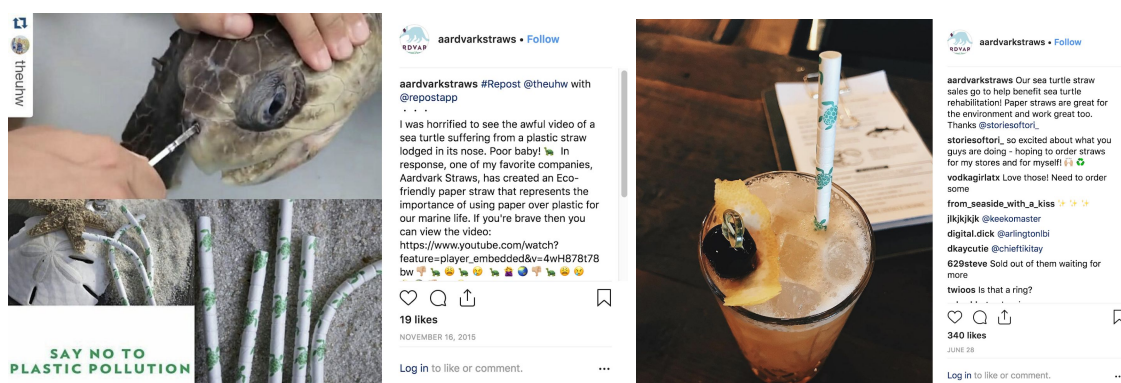 theuhw
SAY NO TO
PLASTIC POLLUTION
RDVAR
aardvarkstraws • Follow
aardvarkstraws #Repost @theuhw with
@repostapp
· · ·
I was horrified to see the awful video of a
sea turtle suffering from a plastic straw
lodged in its nose. Poor baby! 🐢 In
response, one of my favorite companies,
Aardvark Straws, has created an Eco-
friendly paper straw that represents the
importance of using paper over plastic for
our marine life. If you're brave then you
can view the video:
https://www.youtube.com/watch?
feature=player_embedded&v=4wH878t78
bw
19 likes
NOVEMBER 16, 2015
Log in to like or comment.
RDVAR
aardvarkstraws • Follow
aardvarkstraws Our sea turtle straw
sales go to help benefit sea turtle
rehabilitation! Paper straws are great for
the environment and work great too.
Thanks @storiesoftori_
storiesoftori_ so excited about what you
guys are doing - hoping to order straws
for my stores and for myself! 🙌🏻 ♻️
vodkagirlatx Love those! Need to order
some
from_seaside_with_a_kiss ✨ ✨ ✨
jlkjkjkjk @keekomaster
digital.dick @arlingtonlbi
dkaycutie @chieftikitay
629steve Sold out of them waiting for
more
twioos Is that a ring?
340 likes
JUNE 28
Log in to like or comment.